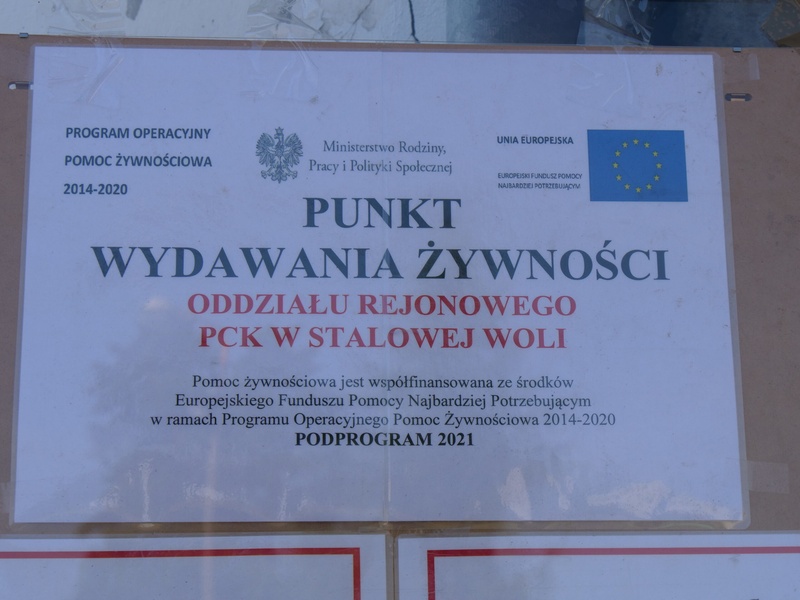 PROGRAM OPERACYJNY
POMOC ŻYWNOŚCIOWA
2014-2020
Ministerstwo Rodziny,
Pracy i Polityki Społecznej
UNIA EUROPEJSKA
EUROPEJSKI FUNDUSZ POMOCY
NAJBARDZIEJ POTRZEBUJĄCYM
PUNKT
WYDAWANIA ŻYWNOŚCI
ODDZIAŁU REJONOWEGO
PCK W STALOWEJ WOLI
Pomoc żywnościowa jest współfinansowana ze środków
Europejskiego Funduszu Pomocy Najbardziej Potrzebującym
w ramach Programu Operacyjnego Pomoc Żywnościowa 2014-2020
PODPROGRAM 2021